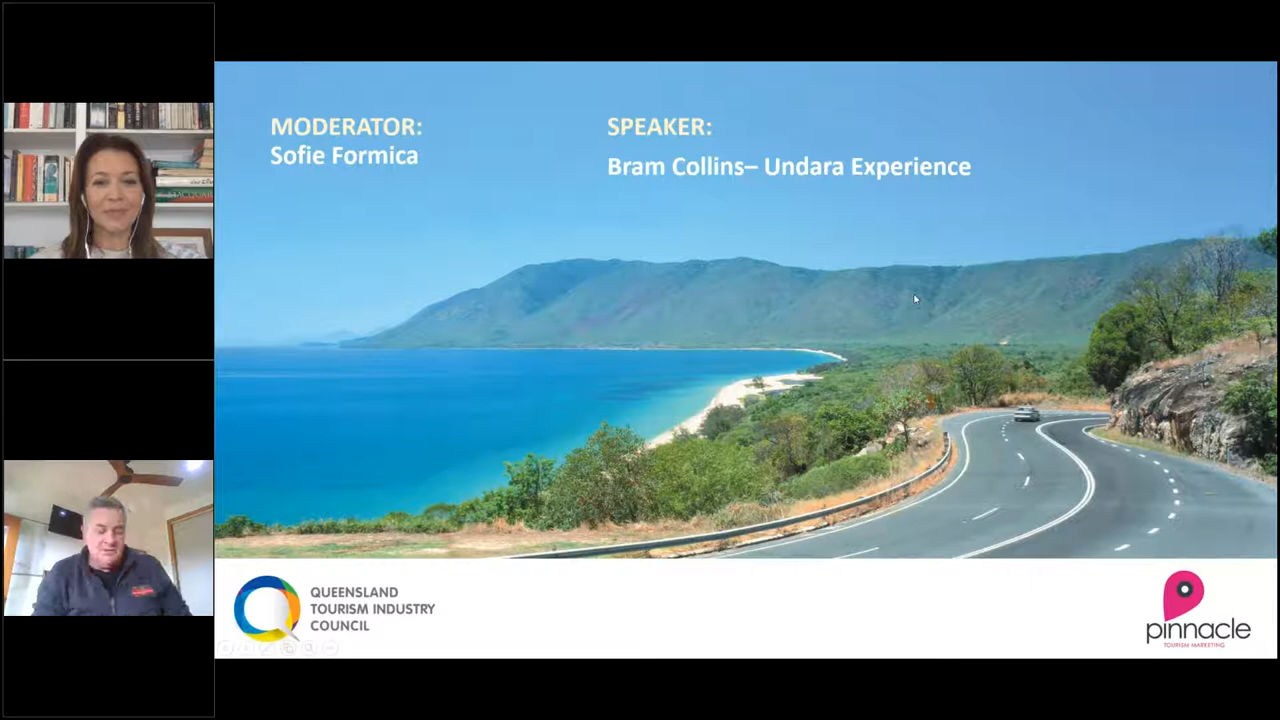 MODERATOR:
Sofie Formica
SPEAKER:
Bram Collins– Undara Experience
QUEENSLAND
TOURISM INDUSTRY
COUNCIL
pinnacle
TOURISM MARKETING